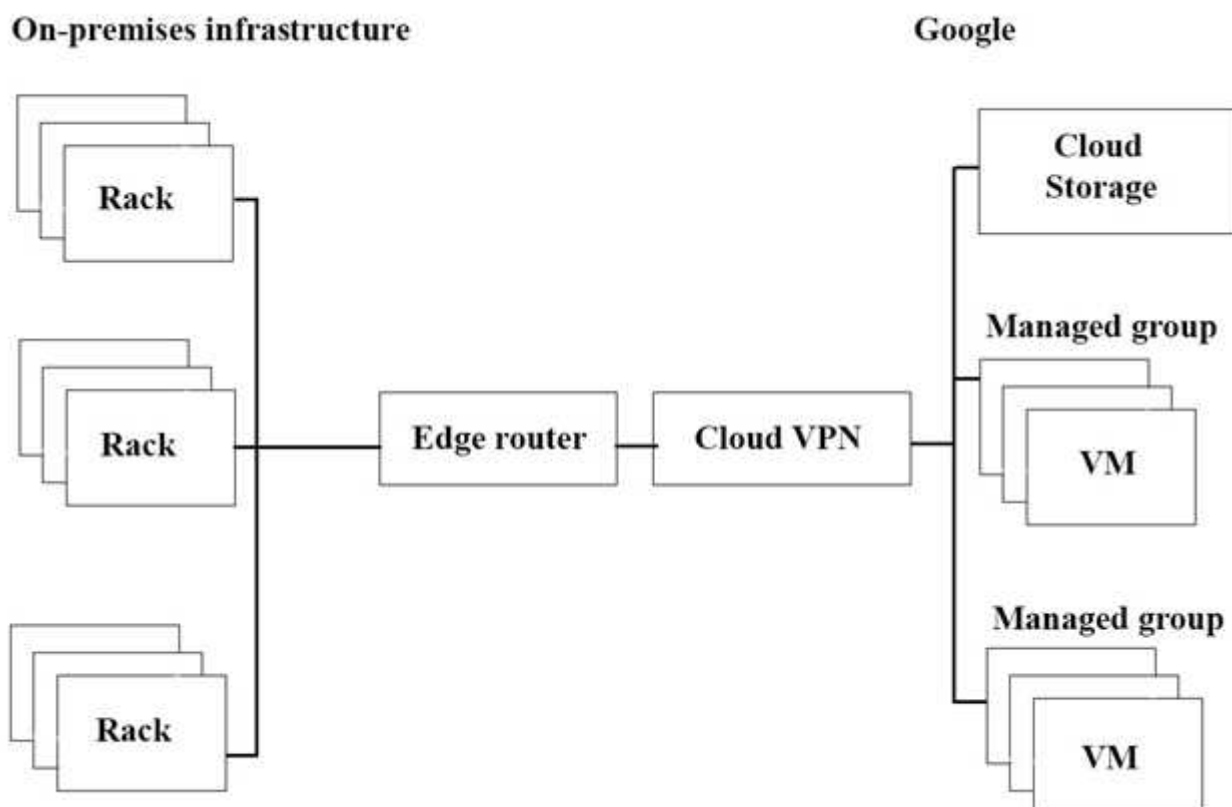 On-premises infrastructure
Google
Rack
Cloud
Storage
Managed group
Rack
Edge router
Cloud VPN
VM
Managed group
Rack
VM